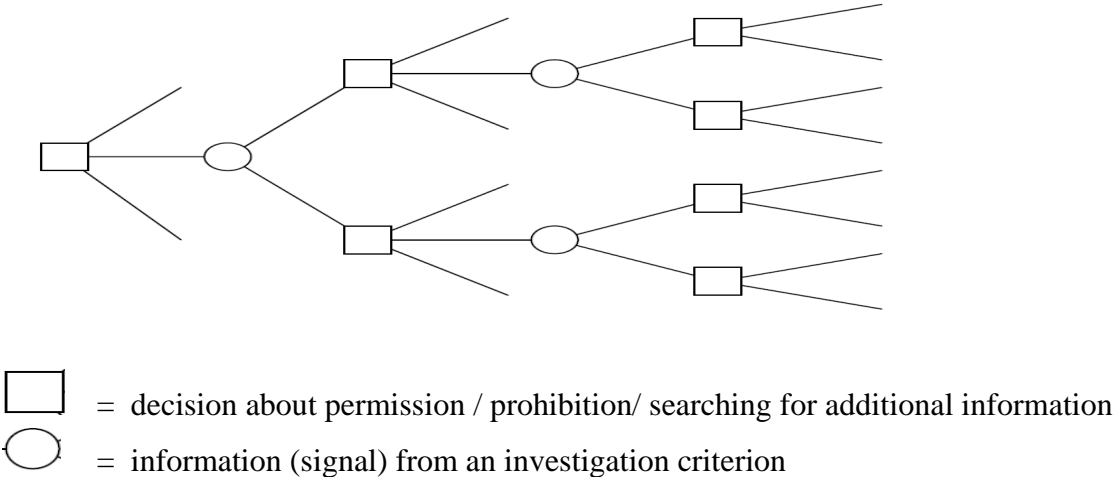 = decision about permission / prohibition/ searching for additional information
= information (signal) from an investigation criterion